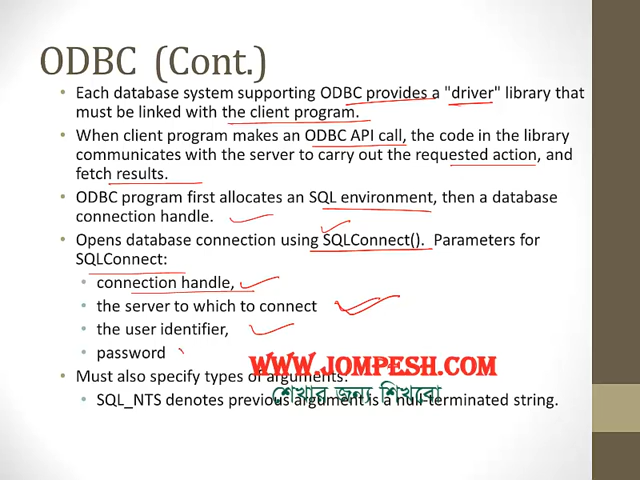 ODBC (Cont.)
• Each database system supporting ODBC provides a "driver" library that
must be linked with the client program.
• When client program makes an ODBC API call, the code in the library
communicates with the server to carry out the requested action, and
fetch results.
• ODBC program first allocates an SQL environment, then a database
connection handle.
• Opens database connection using SQLConnect(). Parameters for
SQLConnect:
• connection handle,
• the server to which to connect
• the user identifier,
• password
WWW.JOMPESH.COM
• Must also specify types of arguments:
শেখার জন্য শিখবো
• SQL_NTS denotes previous argument is a null-terminated string.